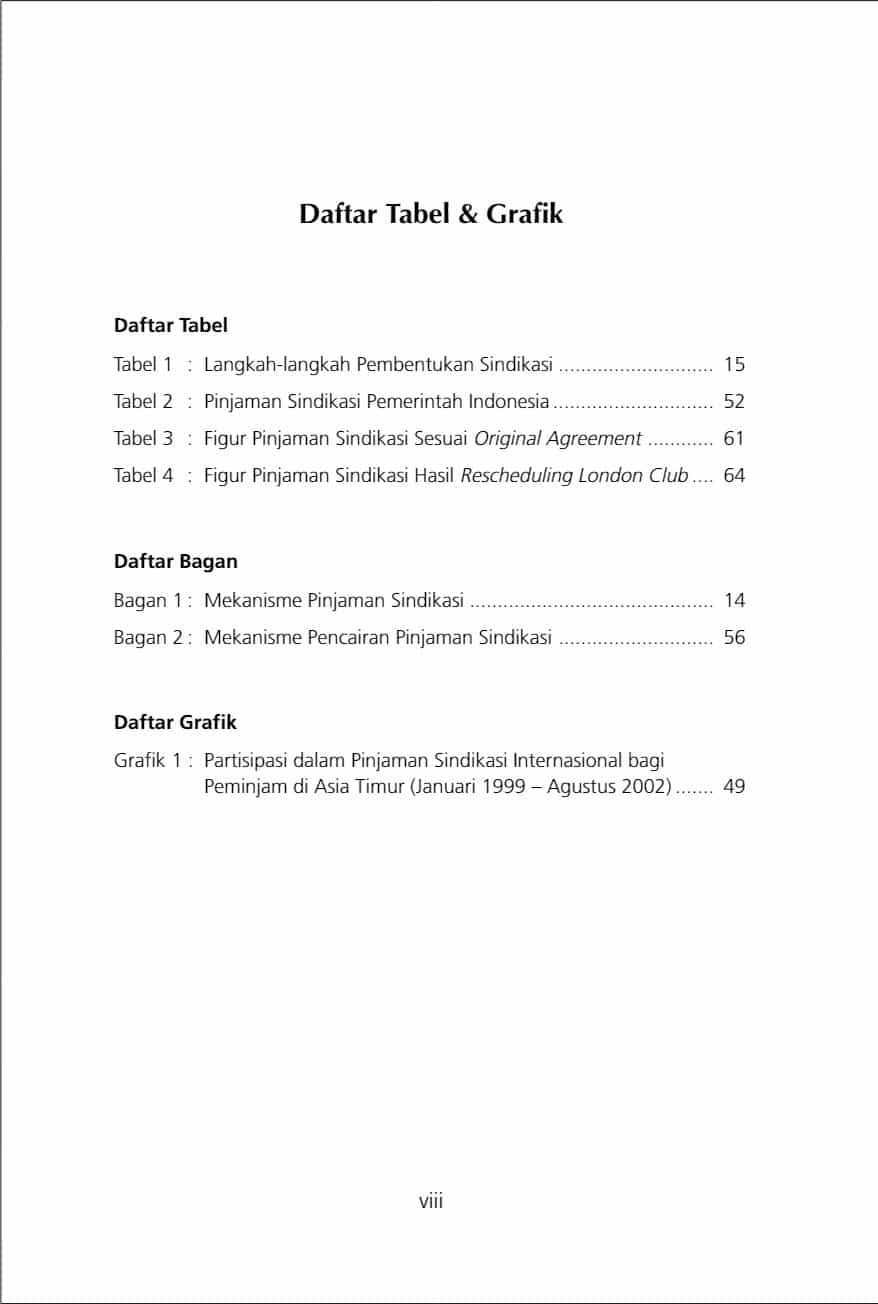 Daftar Tabel & Grafik
Daftar Tabel
Tabel 1 : Langkah-langkah Pembentukan Sindikasi ............................ 15
Tabel 2 : Pinjaman Sindikasi Pemerintah Indonesia ............................. 52
Tabel 3 : Figur Pinjaman Sindikasi Sesuai Original Agreement ............ 61
Tabel 4 : Figur Pinjaman Sindikasi Hasil Rescheduling London Club .... 64
Daftar Bagan
Bagan 1 : Mekanisme Pinjaman Sindikasi ............................................ 14
Bagan 2 : Mekanisme Pencairan Pinjaman Sindikasi ............................ 56
Daftar Grafik
Grafik 1 : Partisipasi dalam Pinjaman Sindikasi Internasional bagi
Peminjam di Asia Timur (Januari 1999 – Agustus 2002) ....... 49
viii